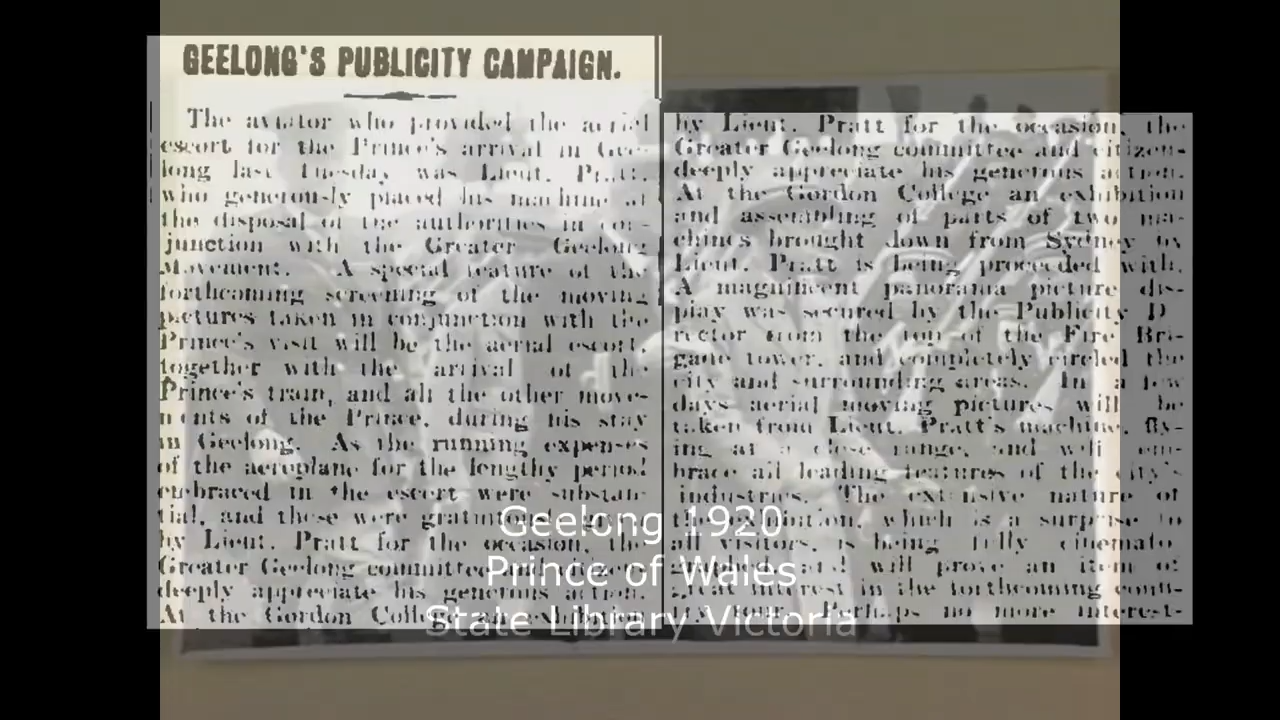 GEELONG'S PUBLICITY CAMPAIGN.
The aviator who provided the aerial
escort for the Prince's arrival in Gee-
long last Tuesday was Lieut. Pratt,
who generously placed his machine at
the disposal of the authorities in con-
junction with the Greater Geelong
Movement. A special feature of the
forthcoming screening of the moving
pictures taken in conjunction with the
Prince's visit will be the aerial escort,
together with the arrival of the
Prince's train, and all the other move-
ments of the Prince, during his stay
in Geelong. As the running expenses
of the aeroplane for the lengthy period
embraced in the escort were substan-
tial, and these were gratuitously
by Lieut. Pratt for the occasion, the
Greater Geelong committee and
deeply appreciate his generous action.
At the Gordon College an exhibition
by Lieut. Pratt for the occasion, the
Greater Geelong committee and citizens
deeply appreciate his generous action.
At the Gordon College an exhibition
and assembling of parts of two ma-
chines brought down from Sydney by
Lieut. Pratt is being proceeded with.
A magnificent panorama picture dis-
play was secured by the Publicity D
rector from the top of the Fire Bri-
gade tower, and completely circled the
city and surrounding areas. In a few
days aerial moving pictures will be
taken from Lieut. Pratt's machine, fly-
ing at a close range, and will em-
brace all leading features of the city's
industries. The extensive nature of
the exhibition, which is a surprise to
all visitors, is being fully cinemato
graphed and will prove an item of
great interest in the forthcoming coun-
try tour. Perhaps no more interest-
Geelong 1920
Prince of Wales
State Library Victoria